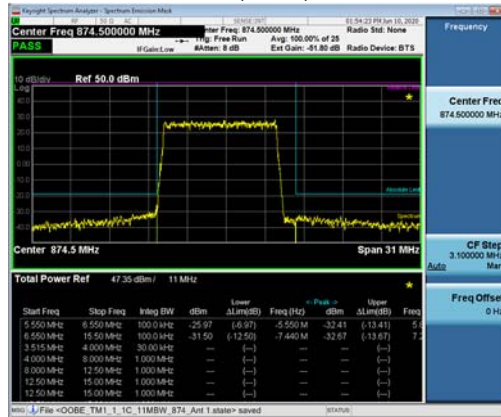 Keysight Spectrum Analyzer - Spectrum Emission Mask
RF 50 Ω AC SENSE:INT 01:54:23 PM Jun 10, 2020
Center Freq 874.500000 MHz
Center Freq: 874.500000 MHz Radio Std: None
PASS
Trig: Free Run Avg: 100.00% of 25
IFGain:Low #Atten: 8 dB Ext Gain: -51.80 dB Radio Device: BTS
Frequency
10 dB/div Ref 50.0 dBm
Log
40.0
30.0
20.0
10.0
0.00
10.0
20.0
30.0
40.0
Absolute Limit
Spectrum
Center 874.5 MHz Span 31 MHz
Center Freq
874.500000 MHz
CF Step
3.100000 MHz
Auto Man
Freq Offset
0 Hz
Total Power Ref 47.35 dBm / 11 MHz
Lower <- Peak -> Upper
Start Freq Stop Freq Integ BW dBm ΔLim(dB) Freq (Hz) dBm ΔLim(dB) Freq
5.550 MHz 6.550 MHz 100.0 kHz -25.97 (-6.97) -5.550 M -32.41 (-13.41)
6.550 MHz 15.50 MHz 100.0 kHz -31.50 (-12.50) -7.440 M -32.67 (-13.67)
3.515 MHz 4.000 MHz 30.00 kHz --- (---) --- (---)
4.000 MHz 8.000 MHz 1.000 MHz --- (---) --- (---)
8.000 MHz 12.50 MHz 1.000 MHz --- (---) --- (---)
12.50 MHz 15.00 MHz 1.000 MHz --- (---) --- (---)
12.50 MHz 15.00 MHz 1.000 MHz --- (---) --- (---)
MSG File <OOBE_TM1_1_1C_11MBW_874_Ant 1.state> saved STATUS